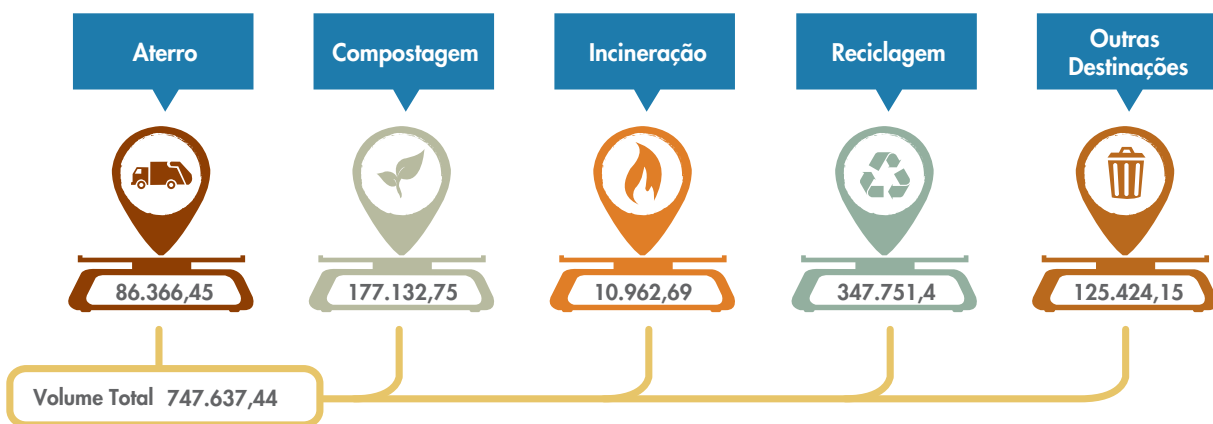 Aterro
Compostagem
Incineração
Reciclagem
Outras
Destinações
86.366,45
177.132,75
10.962,69
347.751,4
125.424,15
Volume Total 747.637,44